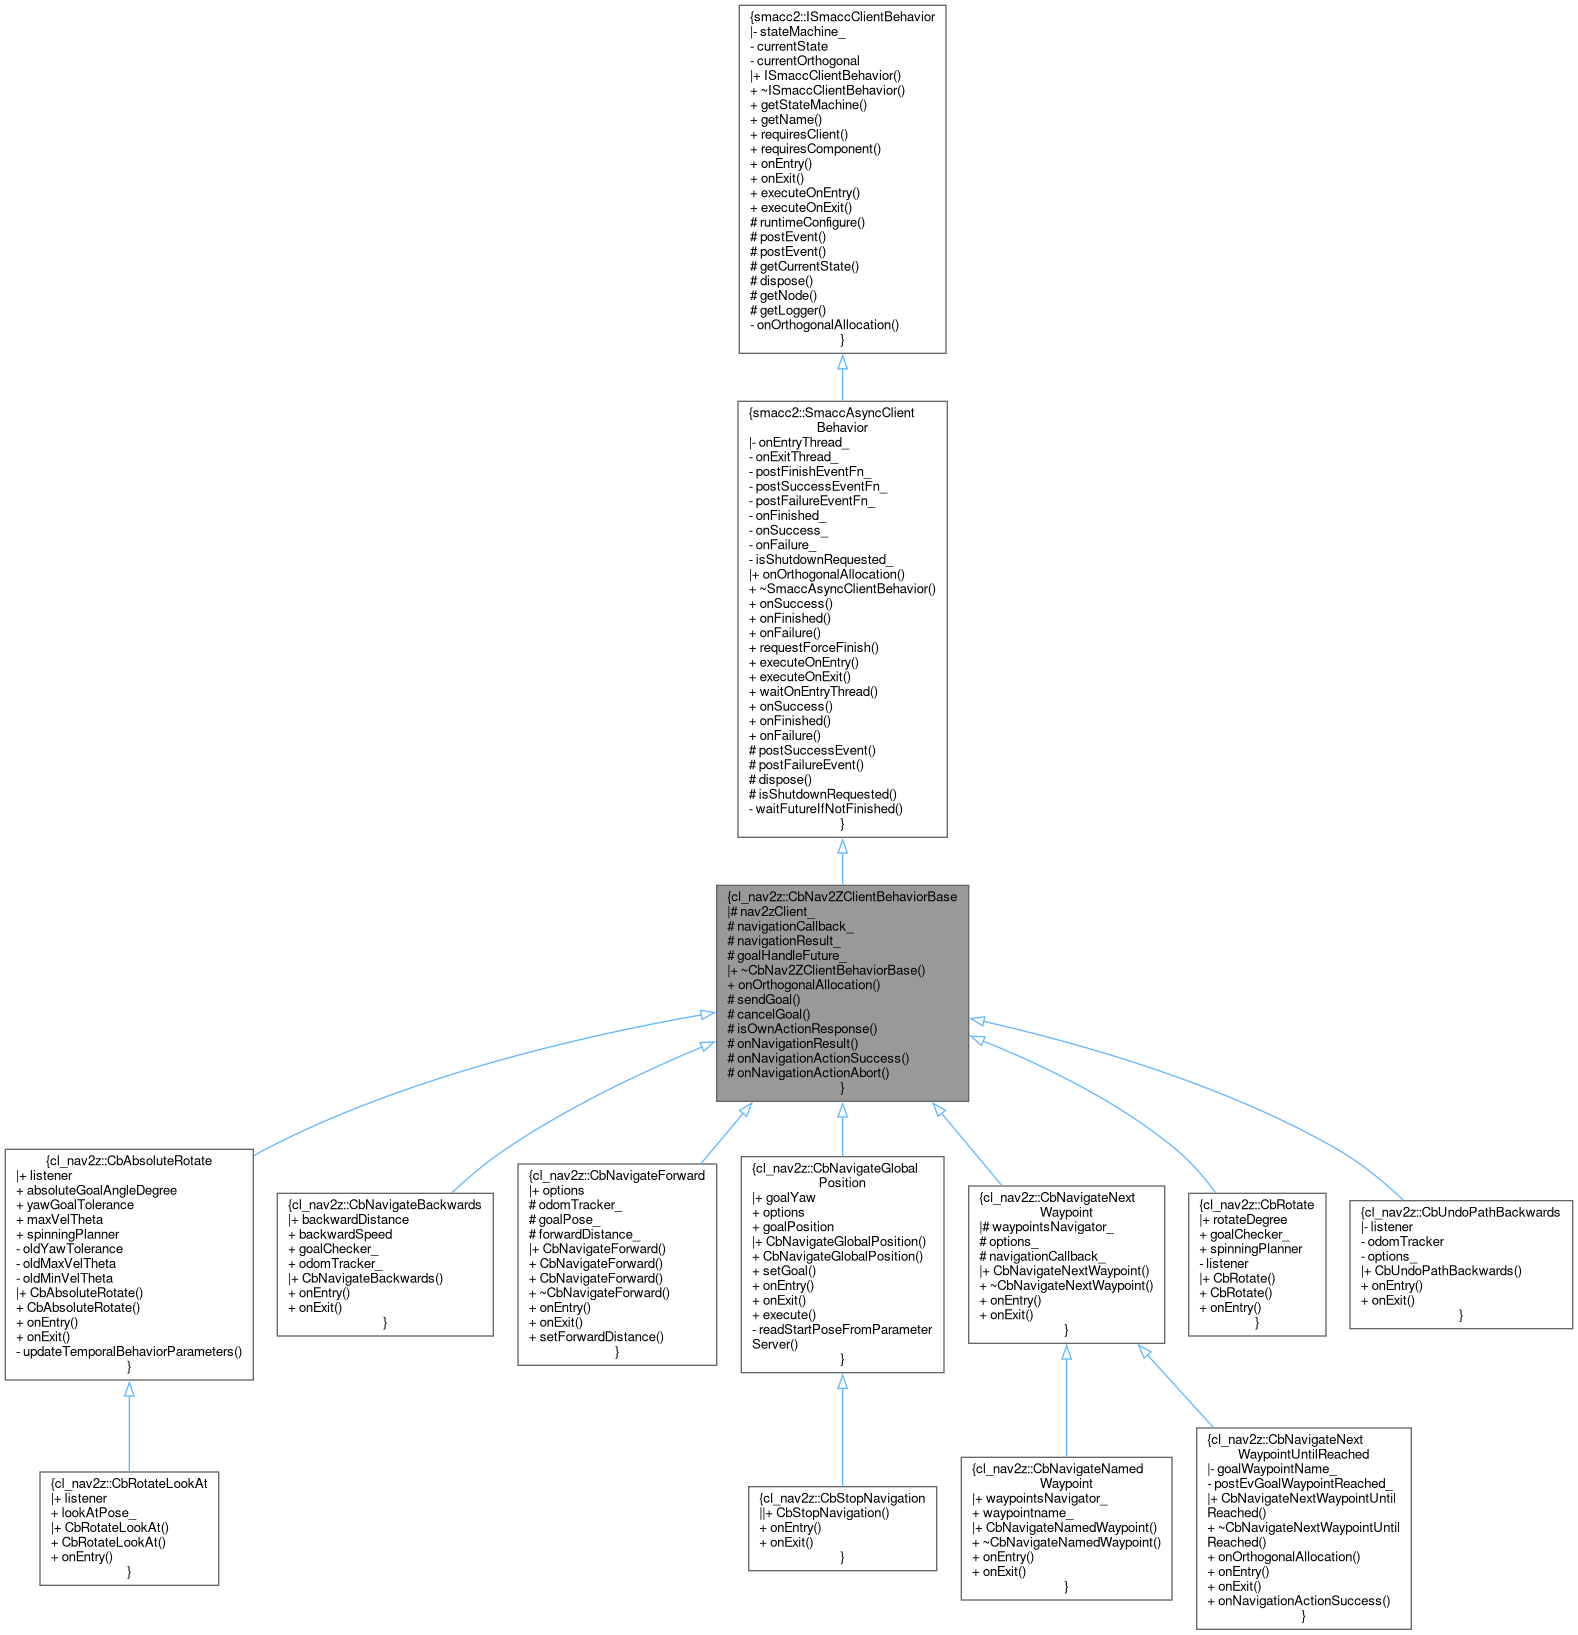 {smacc2::ISmaccClientBehavior
|- stateMachine_
- currentState
- currentOrthogonal
|+ ISmaccClientBehavior()
+ ~ISmaccClientBehavior()
+ getStateMachine()
+ getName()
+ requiresClient()
+ requiresComponent()
+ onEntry()
+ onExit()
+ executeOnEntry()
+ executeOnExit()
# runtimeConfigure()
# postEvent()
# postEvent()
# getCurrentState()
# dispose()
# getNode()
# getLogger()
- onOrthogonalAllocation()
}
{smacc2::SmaccAsyncClient
Behavior
|- onEntryThread_
- onExitThread_
- postFinishEventFn_
- postSuccessEventFn_
- postFailureEventFn_
- onFinished_
- onSuccess_
- onFailure_
- isShutdownRequested_
|+ onOrthogonalAllocation()
+ ~SmaccAsyncClientBehavior()
+ onSuccess()
+ onFinished()
+ onFailure()
+ requestForceFinish()
+ executeOnEntry()
+ executeOnExit()
+ waitOnEntryThread()
+ onSuccess()
+ onFinished()
+ onFailure()
# postSuccessEvent()
# postFailureEvent()
# dispose()
# isShutdownRequested()
- waitFutureIfNotFinished()
}
{cl_nav2z::CbNav2ZClientBehaviorBase
|# nav2zClient_
# navigationCallback_
# navigationResult_
# goalHandleFuture_
|+ ~CbNav2ZClientBehaviorBase()
+ onOrthogonalAllocation()
# sendGoal()
# cancelGoal()
# isOwnActionResponse()
# onNavigationResult()
# onNavigationActionSuccess()
# onNavigationActionAbort()
}
{cl_nav2z::CbAbsoluteRotate
|+ listener
+ absoluteGoalAngleDegree
+ yawGoalTolerance
+ maxVelTheta
+ spinningPlanner
- oldYawTolerance
- oldMaxVelTheta
- oldMinVelTheta
|+ CbAbsoluteRotate()
+ CbAbsoluteRotate()
+ onEntry()
+ onExit()
- updateTemporalBehaviorParameters()
}
{cl_nav2z::CbNavigateBackwards
|+ backwardDistance
+ backwardSpeed
+ goalChecker_
+ odomTracker_
|+ CbNavigateBackwards()
+ onEntry()
+ onExit()
}
{cl_nav2z::CbNavigateForward
|+ options
# odomTracker_
# goalPose_
# forwardDistance_
|+ CbNavigateForward()
+ CbNavigateForward()
+ CbNavigateForward()
+ ~CbNavigateForward()
+ onEntry()
+ onExit()
+ setForwardDistance()
}
{cl_nav2z::CbNavigateGlobal
Position
|+ goalYaw
+ options
+ goalPosition
|+ CbNavigateGlobalPosition()
+ CbNavigateGlobalPosition()
+ setGoal()
+ onEntry()
+ onExit()
+ execute()
- readStartPoseFromParameter
Server()
}
{cl_nav2z::CbNavigateNext
Waypoint
|# waypointsNavigator_
# options_
# navigationCallback_
|+ CbNavigateNextWaypoint()
+ ~CbNavigateNextWaypoint()
+ onEntry()
+ onExit()
}
{cl_nav2z::CbRotate
|+ rotateDegree
+ goalChecker_
+ spinningPlanner
- listener
|+ CbRotate()
+ CbRotate()
+ onEntry()
}
{cl_nav2z::CbUndoPathBackwards
|- listener
- odomTracker
- options_
|+ CbUndoPathBackwards()
+ onEntry()
+ onExit()
}
{cl_nav2z::CbRotateLookAt
|+ listener
+ lookAtPose_
|+ CbRotateLookAt()
+ CbRotateLookAt()
+ onEntry()
}
{cl_nav2z::CbStopNavigation
||+ CbStopNavigation()
+ onEntry()
+ onExit()
}
{cl_nav2z::CbNavigateNamed
Waypoint
|+ waypointsNavigator_
+ waypointname_
|+ CbNavigateNamedWaypoint()
+ ~CbNavigateNamedWaypoint()
+ onEntry()
+ onExit()
}
{cl_nav2z::CbNavigateNext
WaypointUntilReached
|- goalWaypointName_
- postEvGoalWaypointReached_
|+ CbNavigateNextWaypointUntil
Reached()
+ ~CbNavigateNextWaypointUntil
Reached()
+ onOrthogonalAllocation()
+ onEntry()
+ onExit()
+ onNavigationActionSuccess()
}